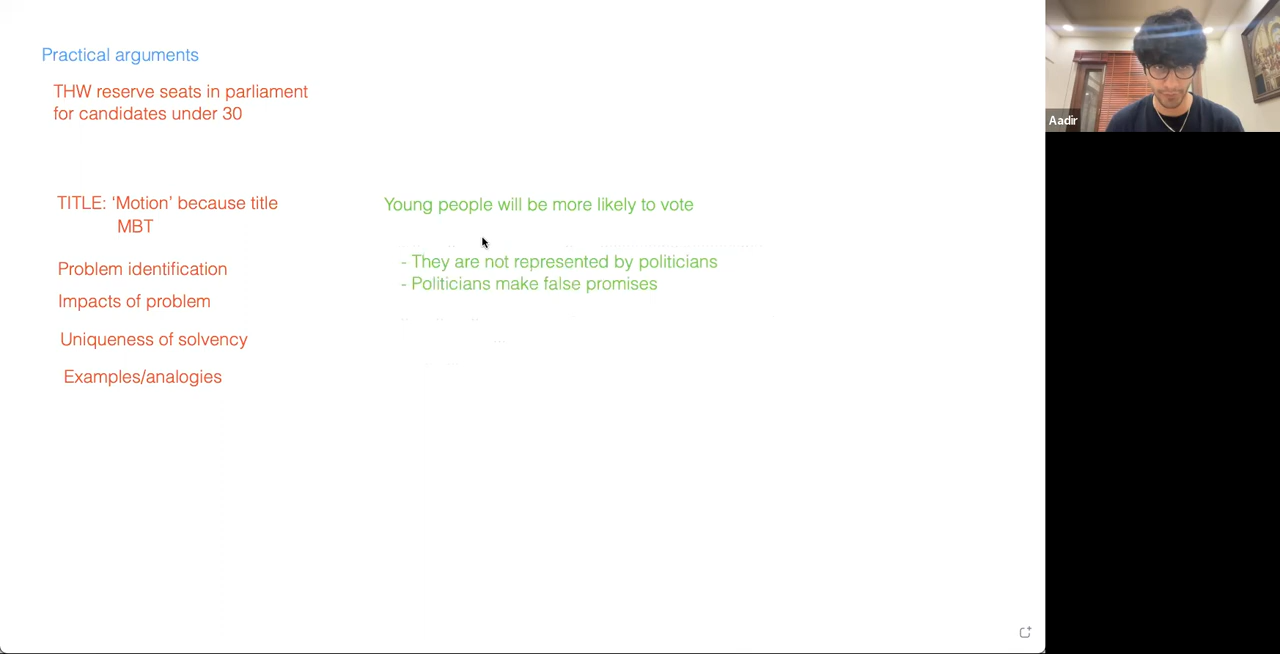 Practical arguments
THW reserve seats in parliament
for candidates under 30
TITLE: ‘Motion’ because title
MBT
Young people will be more likely to vote
Problem identification
- They are not represented by politicians
- Politicians make false promises
Impacts of problem
Uniqueness of solvency
Examples/analogies
Aadir